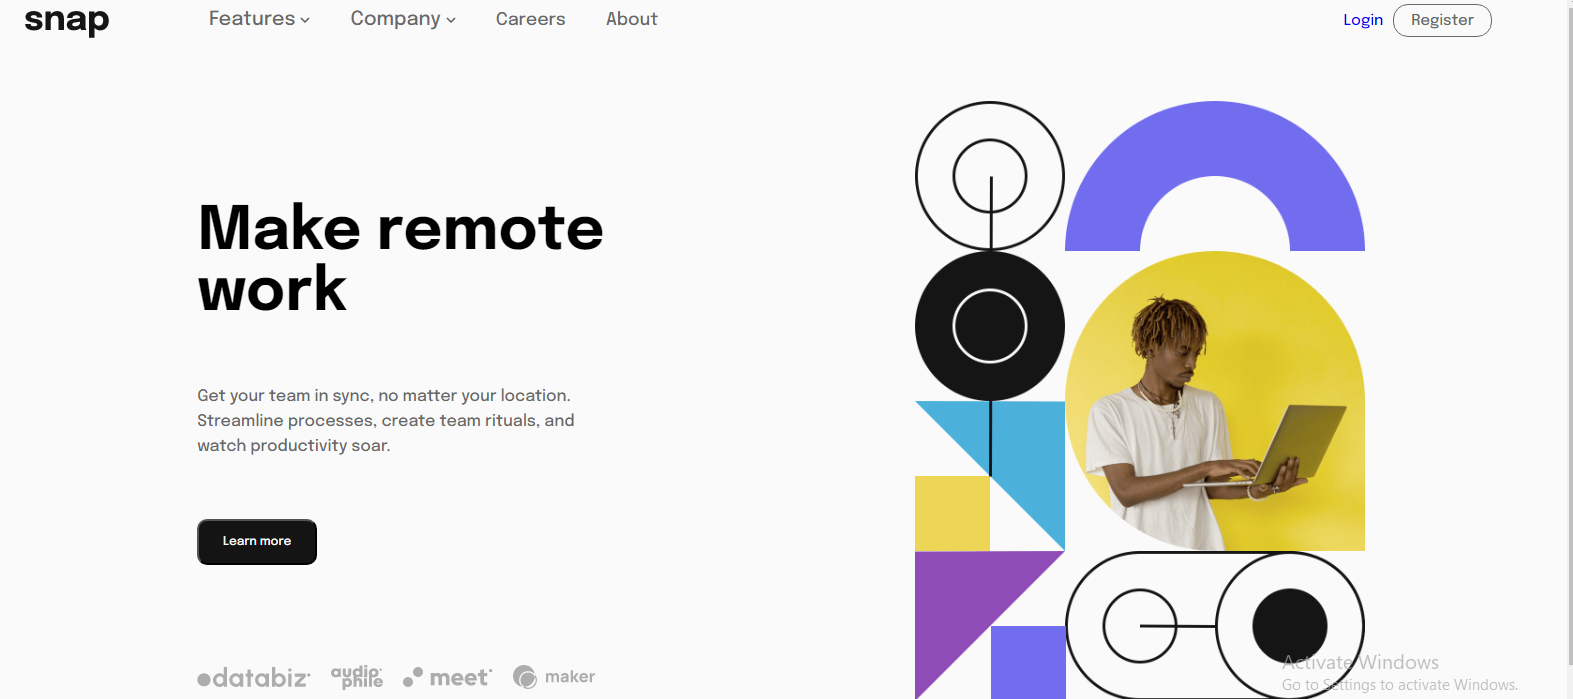 snap
Features
Company
Careers
About
Login
Register
Make remote
work
Get your team in sync, no matter your location.
Streamline processes, create team rituals, and
watch productivity soar.
Learn more
databiz
audio
phile
meet
maker
Activate Windows
Go to Settings to activate Windows.